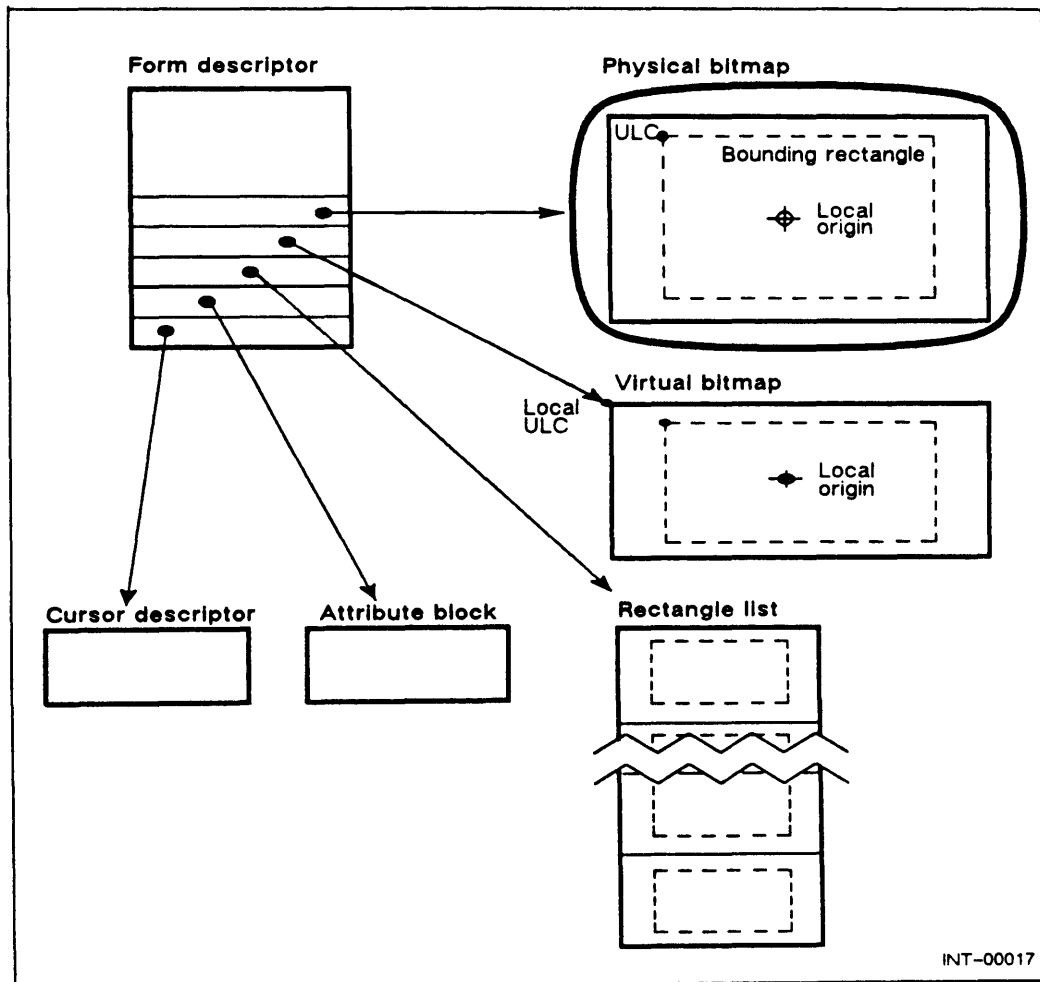 Form descriptor
Physical bitmap
ULC
Bounding rectangle
Local
origin
Virtual bitmap
Local
ULC
Local
origin
Cursor descriptor
Attribute block
Rectangle list
INT-00017